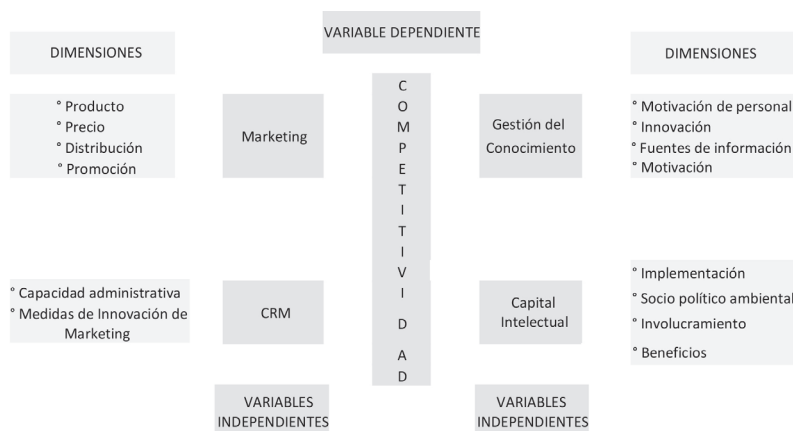 VARIABLE DEPENDIENTE
DIMENSIONES
DIMENSIONES
° Producto
° Precio
° Distribución
° Promoción
Marketing
C
O
M
P
E
T
I
T
I
V
I
D
A
D
Gestión del
Conocimiento
° Motivación de personal
° Innovación
° Fuentes de información
° Motivación
° Capacidad administrativa
° Medidas de Innovación de
Marketing
CRM
Capital
Intelectual
° Implementación
° Socio político ambiental
° Involucramiento
° Beneficios
VARIABLES
INDEPENDIENTES
VARIABLES
INDEPENDIENTES